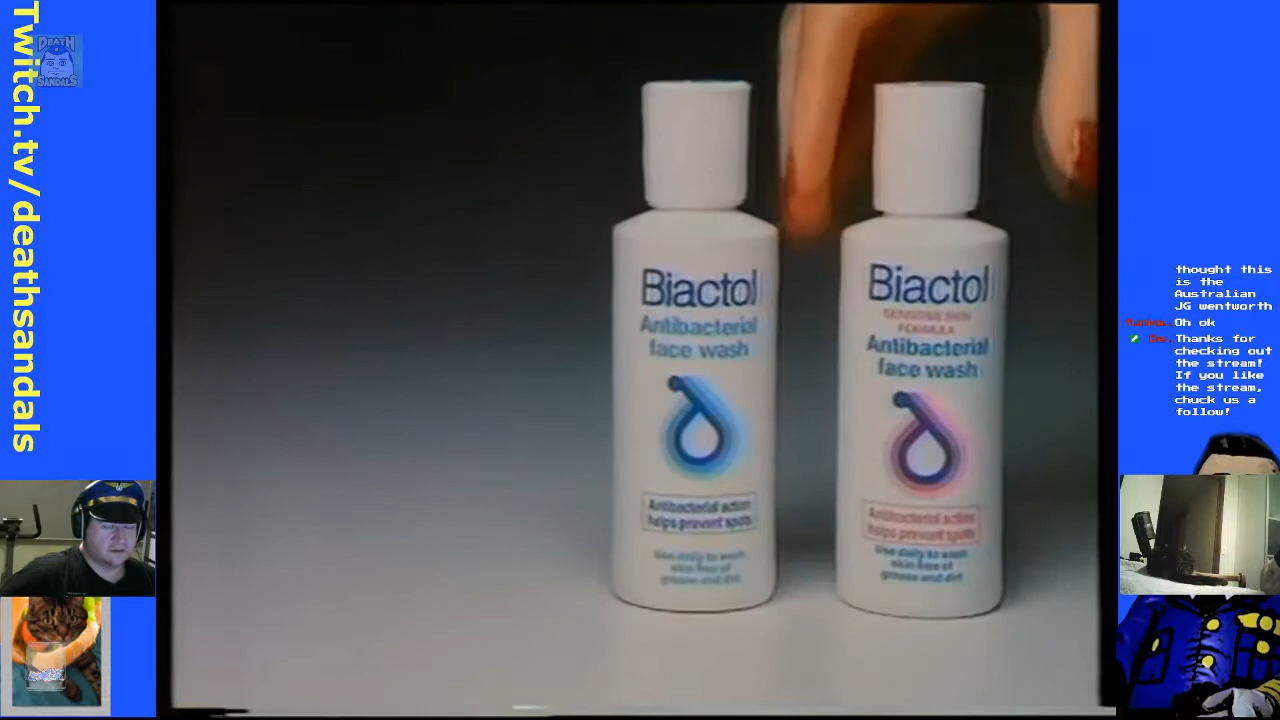 Twitch.tv/deathsandals
DEATH
SANDALS
Biactol
Antibacterial
face wash
Antibacterial action
helps prevent spots
Use daily to wash
skin free of
grease and dirt
Biactol
SENSITIVE SKIN
FORMULA
Antibacterial
face wash
Antibacterial action
helps prevent spots
Use daily to wash
skin free of
grease and dirt
thought this
is the
Australian
JG wentworth
Oh ok
De.. Thanks for
checking out
the stream!
If you like
the stream,
chuck us a
follow!